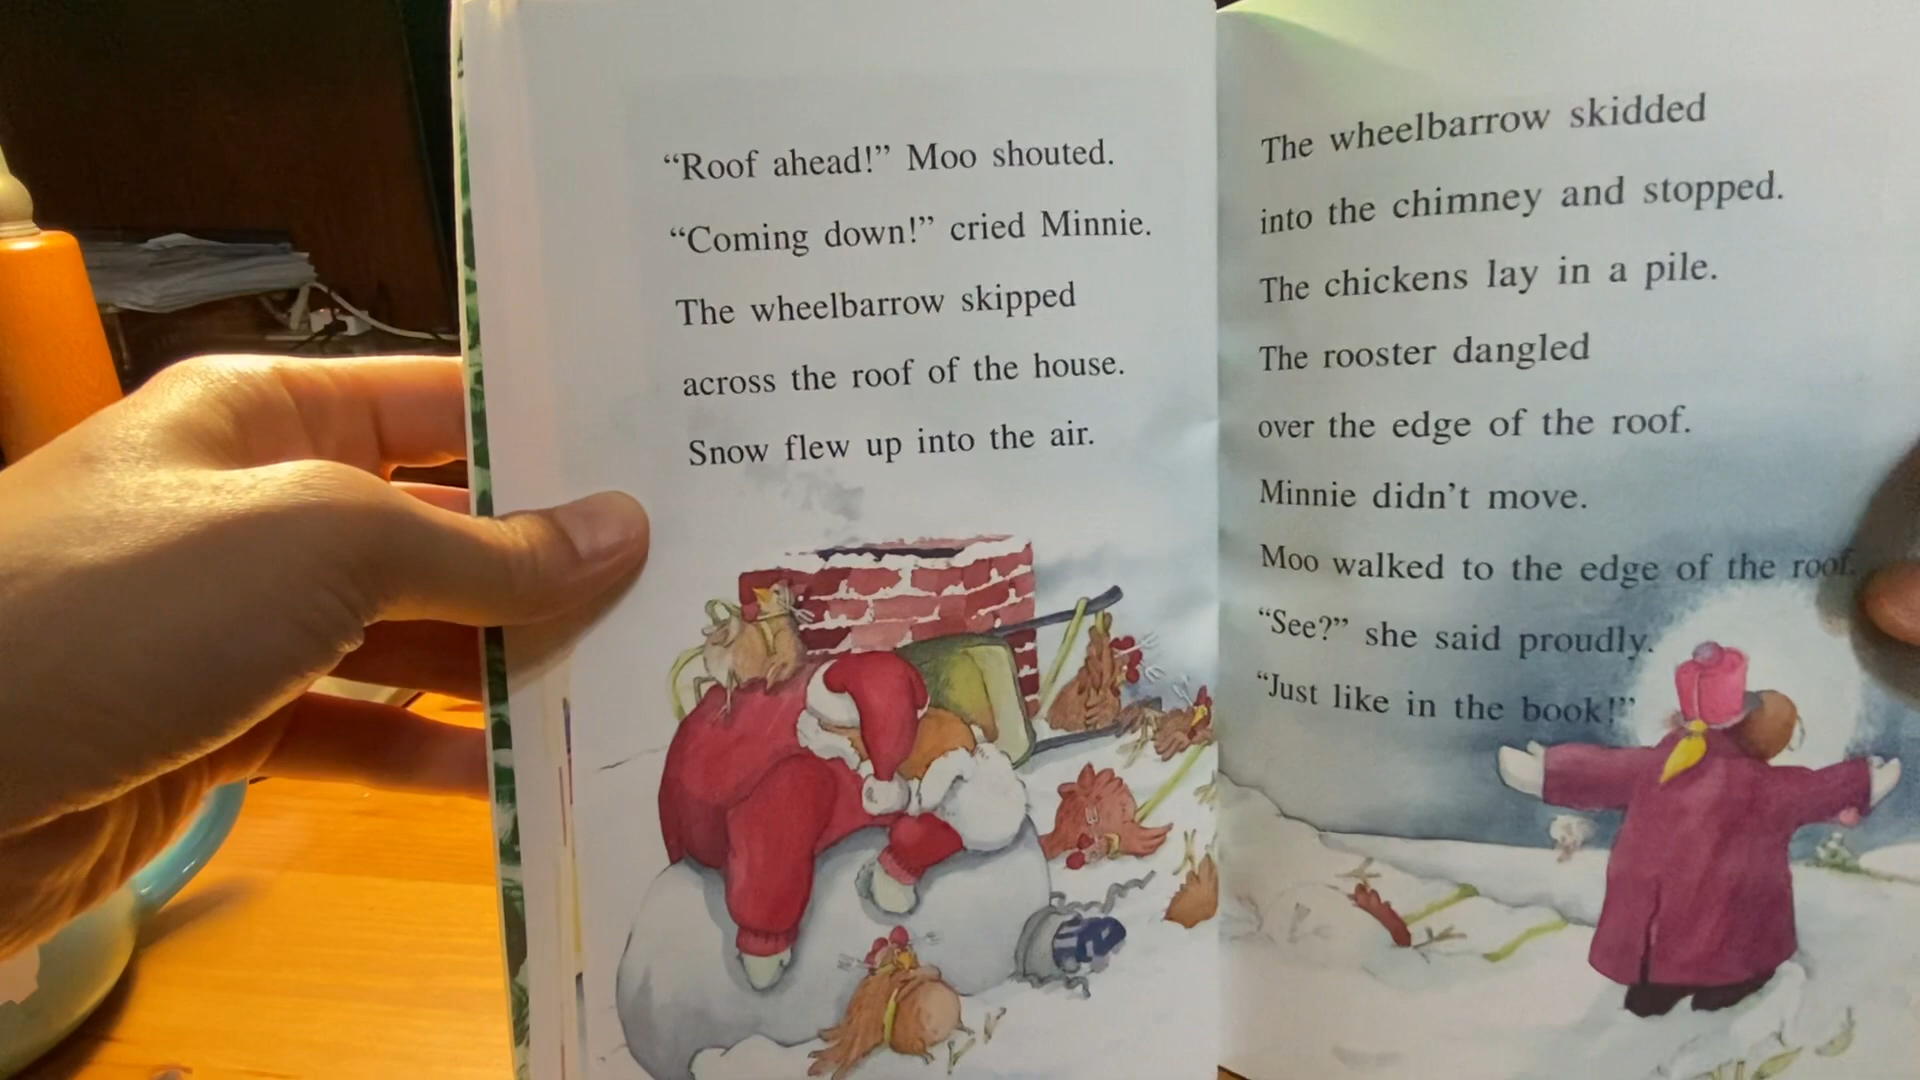 “Roof ahead!” Moo shouted.
“Coming down!” cried Minnie.
The wheelbarrow skipped
across the roof of the house.
Snow flew up into the air.
The wheelbarrow skidded
into the chimney and stopped.
The chickens lay in a pile.
The rooster dangled
over the edge of the roof.
Minnie didn’t move.
Moo walked to the edge of the roof.
“See?” she said proudly.
“Just like in the book!”